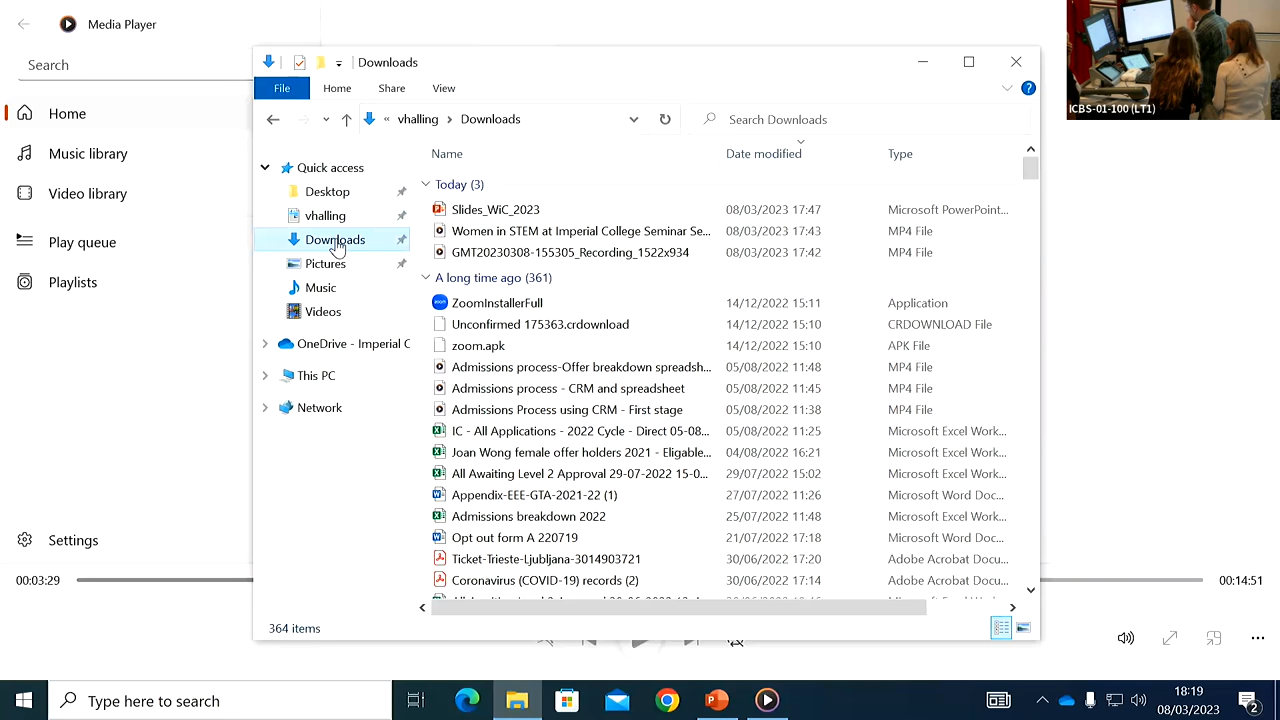 Media Player
Search
Home
Music library
Video library
Play queue
Playlists
Settings
00:03:29
00:14:51
Downloads
File Home Share View
« vhalling > Downloads
Search Downloads
Quick access
Desktop
vhalling
Downloads
Pictures
Music
Videos
OneDrive - Imperial C
This PC
Network
Name Date modified Type
Today (3)
Slides_WiC_2023 08/03/2023 17:47 Microsoft PowerPoint...
Women in STEM at Imperial College Seminar Se... 08/03/2023 17:43 MP4 File
GMT20230308-155305_Recording_1522x934 08/03/2023 17:42 MP4 File
A long time ago (361)
ZoomInstallerFull 14/12/2022 15:11 Application
Unconfirmed 175363.crdownload 14/12/2022 15:10 CRDOWNLOAD File
zoom.apk 14/12/2022 15:10 APK File
Admissions process-Offer breakdown spreadsh... 05/08/2022 11:48 MP4 File
Admissions process - CRM and spreadsheet 05/08/2022 11:45 MP4 File
Admissions Process using CRM - First stage 05/08/2022 11:38 MP4 File
IC - All Applications - 2022 Cycle - Direct 05-08... 05/08/2022 11:25 Microsoft Excel Work...
Joan Wong female offer holders 2021 - Eligable... 04/08/2022 16:21 Microsoft Excel Work...
All Awaiting Level 2 Approval 29-07-2022 15-0... 29/07/2022 15:02 Microsoft Excel Work...
Appendix-EEE-GTA-2021-22 (1) 27/07/2022 11:26 Microsoft Word Doc...
Admissions breakdown 2022 25/07/2022 11:48 Microsoft Excel Work...
Opt out form A 220719 21/07/2022 17:18 Microsoft Word Doc...
Ticket-Trieste-Ljubljana-3014903721 30/06/2022 17:20 Adobe Acrobat Docu...
Coronavirus (COVID-19) records (2) 30/06/2022 17:14 Adobe Acrobat Docu...
364 items
ICBS-01-100 (LT1)
Type here to search
18:19
08/03/2023
2